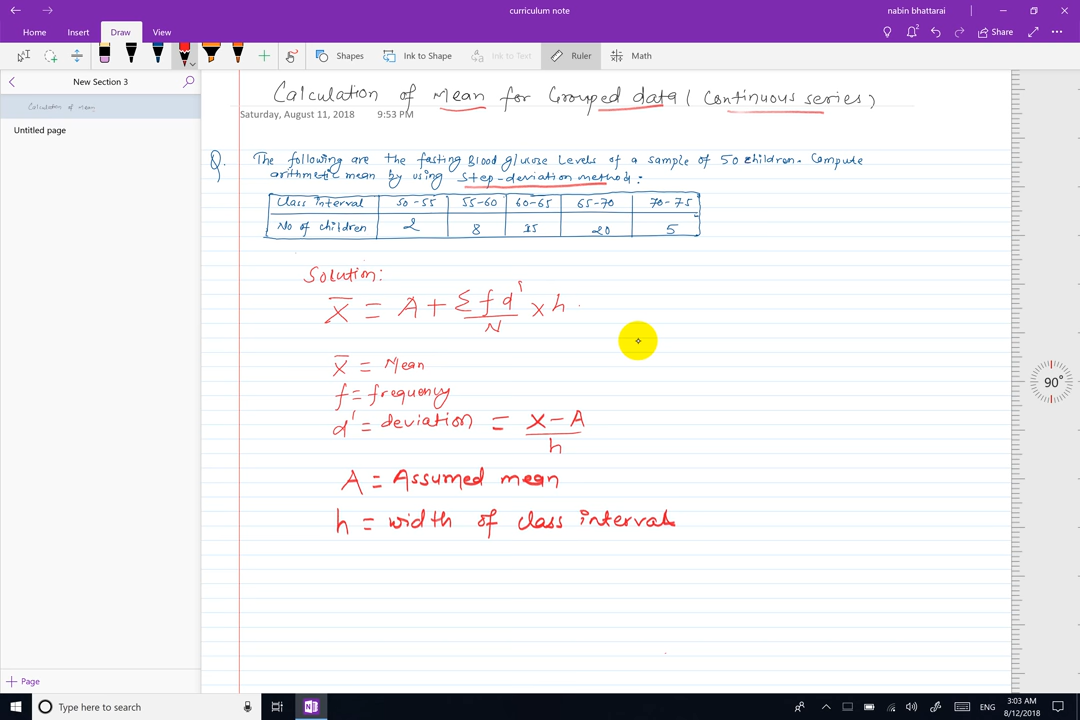 curriculum note
nabin bhattarai
Home Insert Draw View
Share
Shapes Ink to Shape Ink to Text Ruler Math
New Section 3
Calculation of Mean
Untitled page
Calculation of Mean for Grouped data (Continuous series)
Saturday, August 11, 2018 9:53 PM
Q. The following are the fasting Blood glucose Levels of a sample of 50 children. Compute
arithmetic mean by using Step-deviation method:
Class interval 50-55 55-60 60-65 65-70 70-75
No of children 2 8 15 20 5
Solution:
X̅ = A + Σfd'/N × h
X̅ = Mean
f = frequency
d' = deviation = X-A/h
A = Assumed mean
h = width of class interval
90°
Page
Type here to search
ENG
3:03 AM
8/12/2018